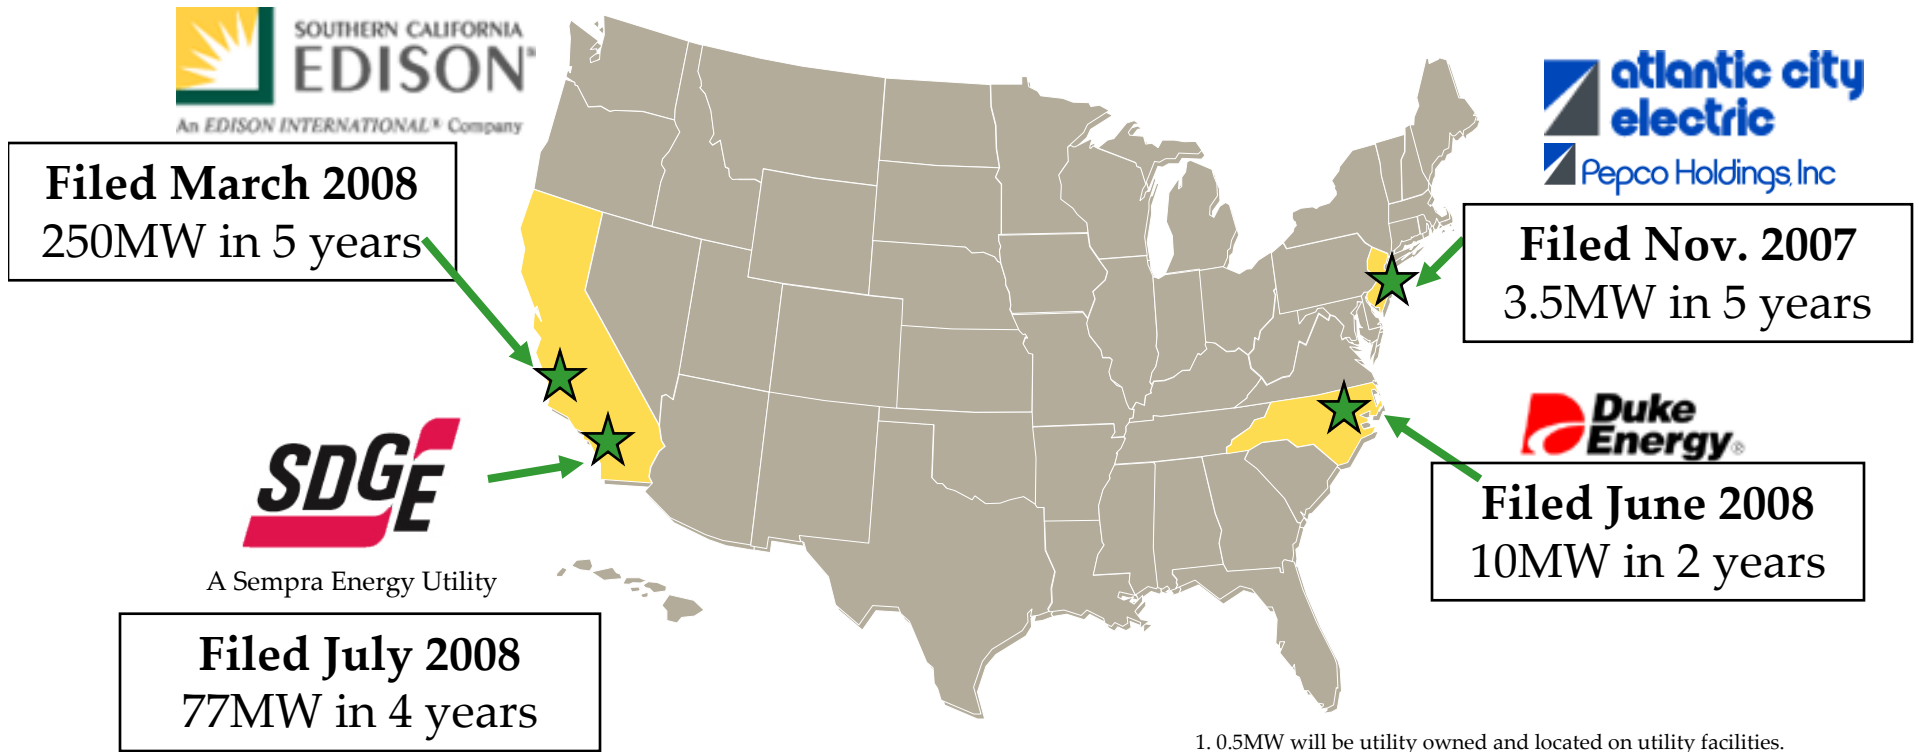 SOUTHERN CALIFORNIA
EDISON®
An EDISON INTERNATIONAL® Company
Filed March 2008
250MW in 5 years
SDGE
A Sempra Energy Utility
Filed July 2008
77MW in 4 years
atlantic city
electric
Pepco Holdings, Inc
Filed Nov. 2007
3.5MW in 5 years
Duke
Energy®
Filed June 2008
10MW in 2 years
1. 0.5MW will be utility owned and located on utility facilities.